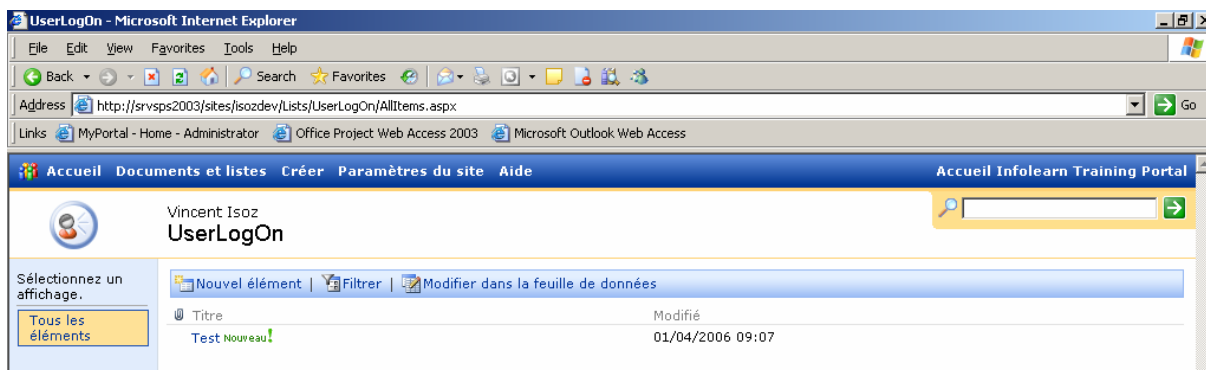 UserLogOn - Microsoft Internet Explorer
File Edit View Favorites Tools Help
Back Search Favorites
Address http://srvsps2003/sites/isozdev/Lists/UserLogOn/AllItems.aspx Go
Links MyPortal - Home - Administrator Office Project Web Access 2003 Microsoft Outlook Web Access
Accueil Documents et listes Créer Paramètres du site Aide Accueil Infolearn Training Portal
Vincent Isoz
UserLogOn
Sélectionnez un
affichage.
Tous les
éléments
Nouvel élément | Filtrer | Modifier dans la feuille de données
Titre Modifié
Test Nouveau! 01/04/2006 09:07